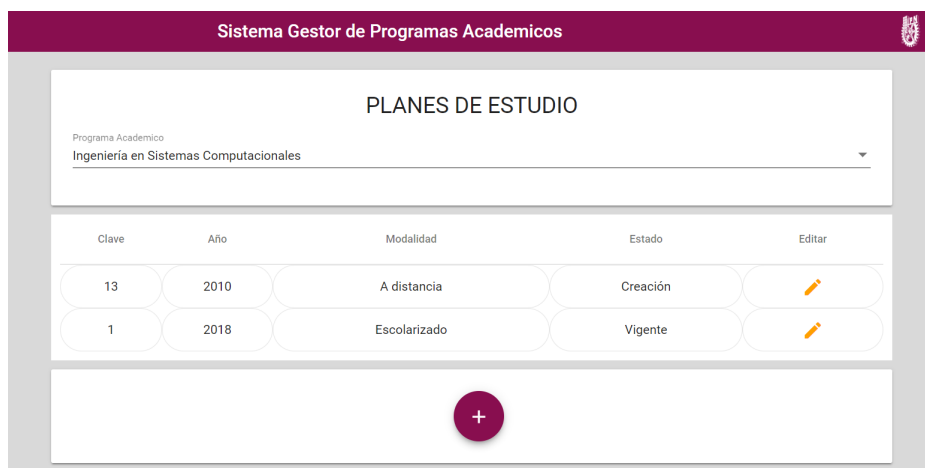 Sistema Gestor de Programas Academicos
PLANES DE ESTUDIO
Programa Academico
Ingeniería en Sistemas Computacionales
Clave Año Modalidad Estado Editar
13 2010 A distancia Creación
1 2018 Escolarizado Vigente
+